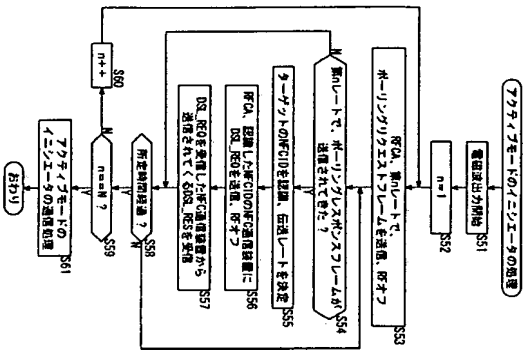 アクティブモードのイニシエータの処理
電磁波出力開始
S51
n=1
S52
RFCA、第nレートで、
ポーリングリクエストフレームを送信、RFオフ
S53
第nレートで、ポーリングレスポンスフレームが
送信されてきた?
S54
N
Y
ターゲットのNFCIDを認識、伝送レートを決定
S55
RFCA、認識したNFCIDのNFC通信装置に
DSL_REQを送信、RFオフ
S56
DSL_REQを受信したNFC通信装置から
送信されてくるDSL_RESを受信
S57
所定時間経過?
S58
N
Y
n==N?
S59
N
Y
n++
S60
アクティブモードの
イニシエータの通信処理
S61
おわり